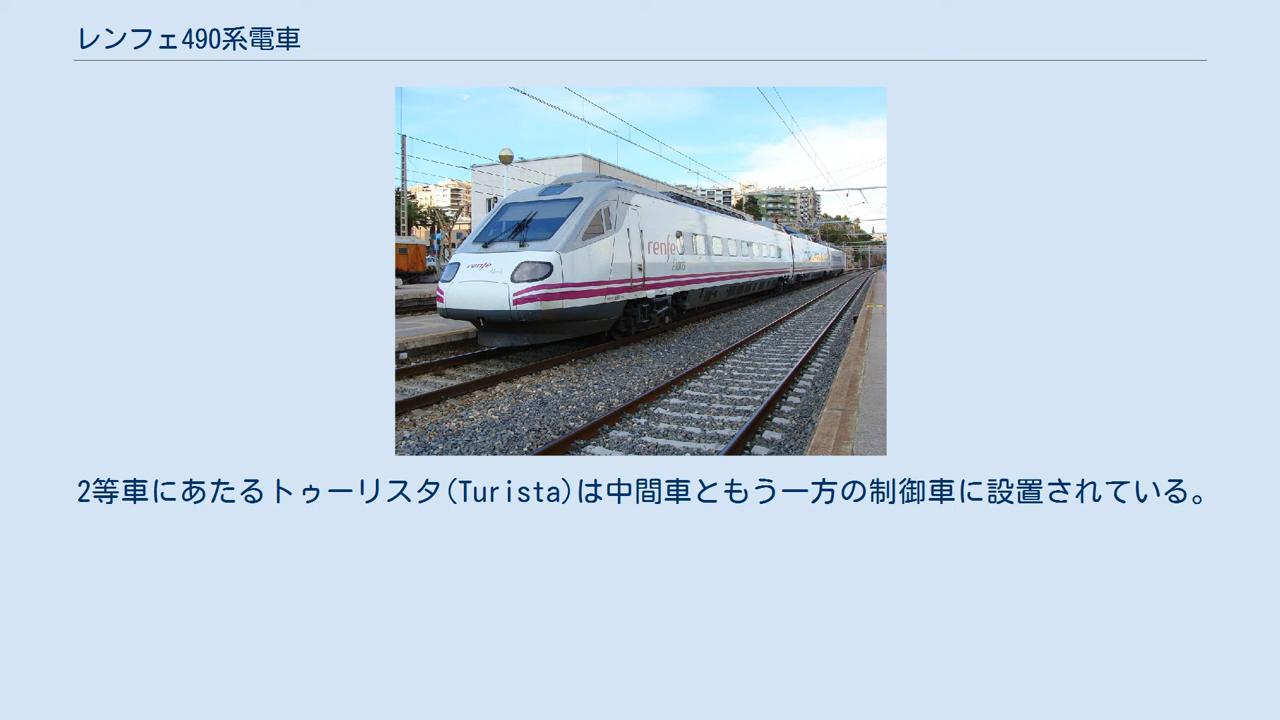 レンフェ490系電車
renfe
renfe
2等車にあたるトゥーリスタ(Turista)は中間車ともう一方の制御車に設置されている。